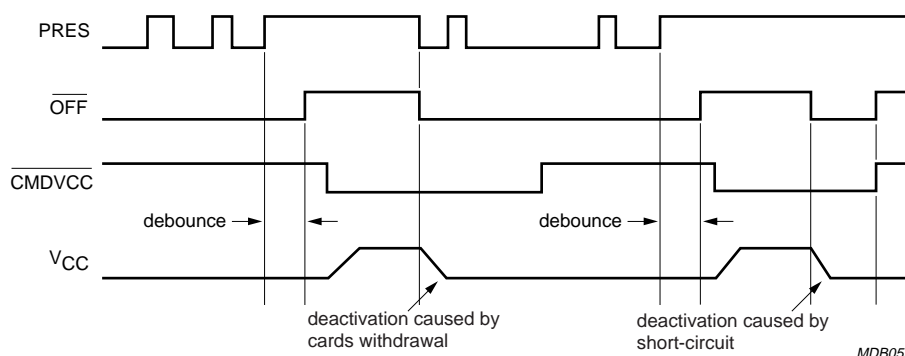 PRES
OFF
CMDVCC
debounce
debounce
VCC
deactivation caused by
cards withdrawal
deactivation caused by
short-circuit
MDB05